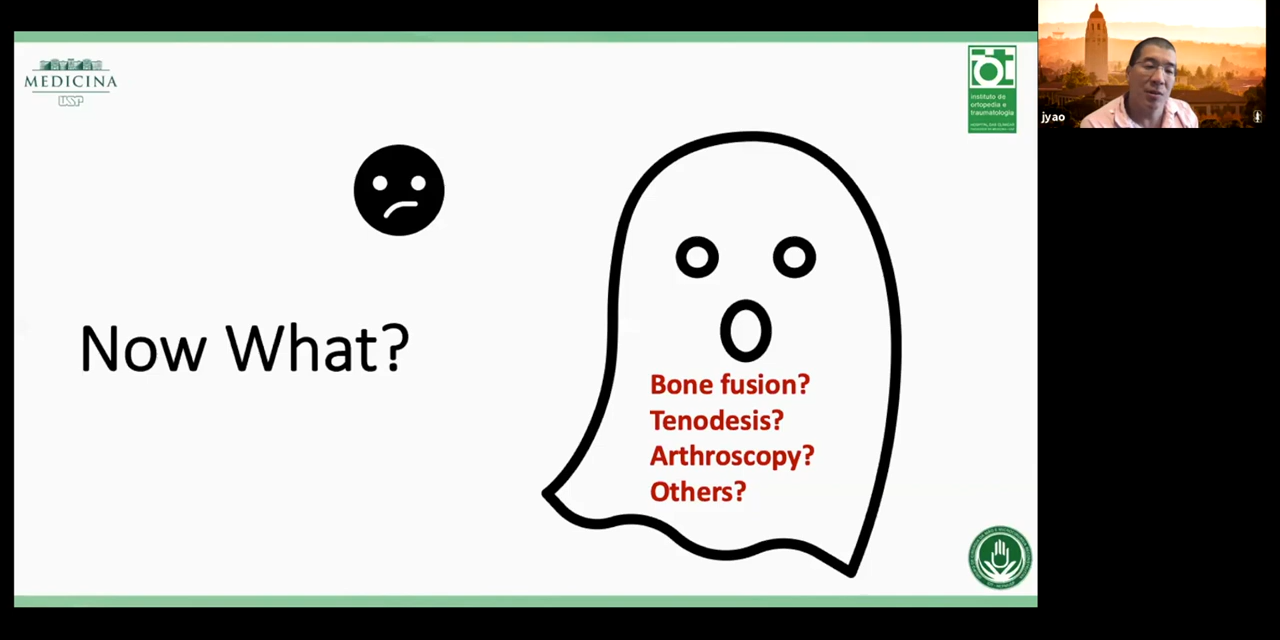 MEDICINA
USP
instituto de
ortopedia e
traumatologia
jyao
Now What?
Bone fusion?
Tenodesis?
Arthroscopy?
Others?